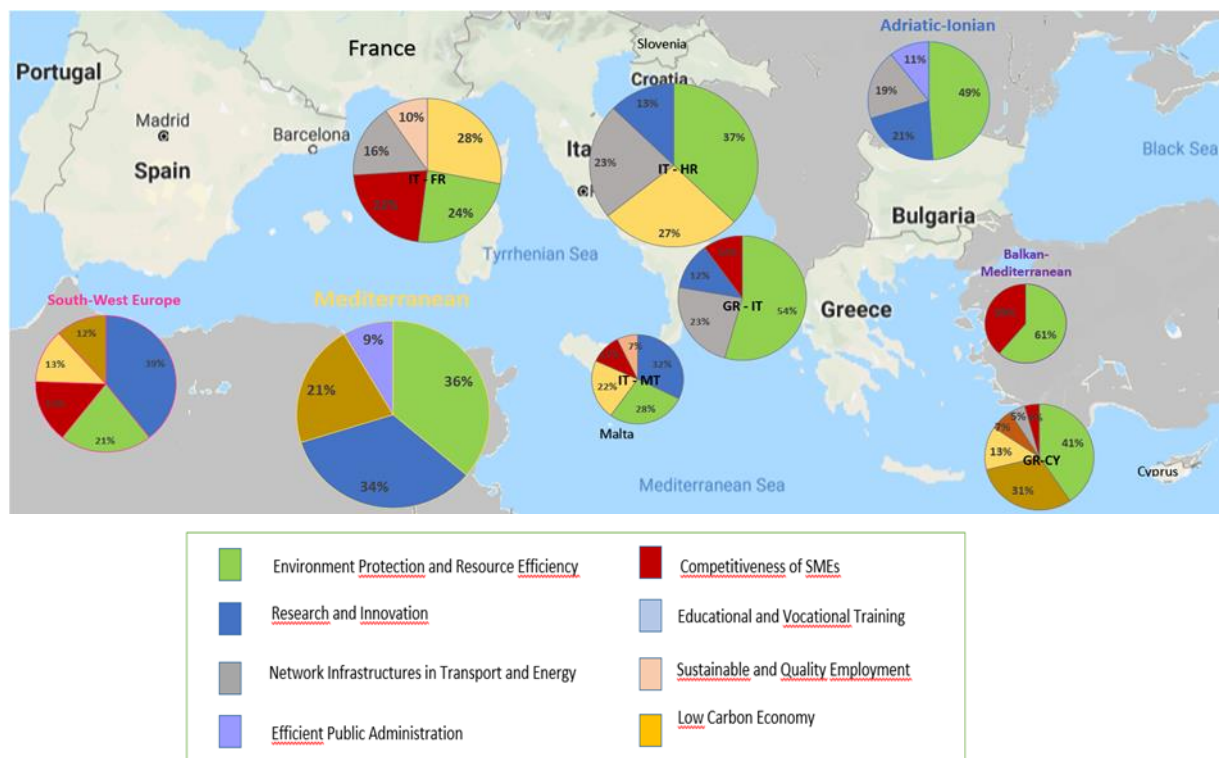 Adriatic-Ionian
Slovenia
France
Portugal
Croatia
11%
49%
19%
21%
Madrid
Barcelona
Spain
10%
28%
16%
IT - FR
24%
13%
37%
Ita
23%
IT - HR
27%
Black Sea
Bulgaria
Tyrrhenian Sea
Balkan-
Mediterranean
61%
12%
GR - IT
54%
23%
Greece
South-West Europe
12%
39%
13%
21%
Mediterranean
9%
36%
21%
34%
7%
32%
IT - MT
22%
28%
Malta
Mediterranean Sea
5%
7%
41%
13%
GR-CY
31%
Cyprus
Environment Protection and Resource Efficiency
Competitiveness of SMEs
Research and Innovation
Educational and Vocational Training
Network Infrastructures in Transport and Energy
Sustainable and Quality Employment
Efficient Public Administration
Low Carbon Economy